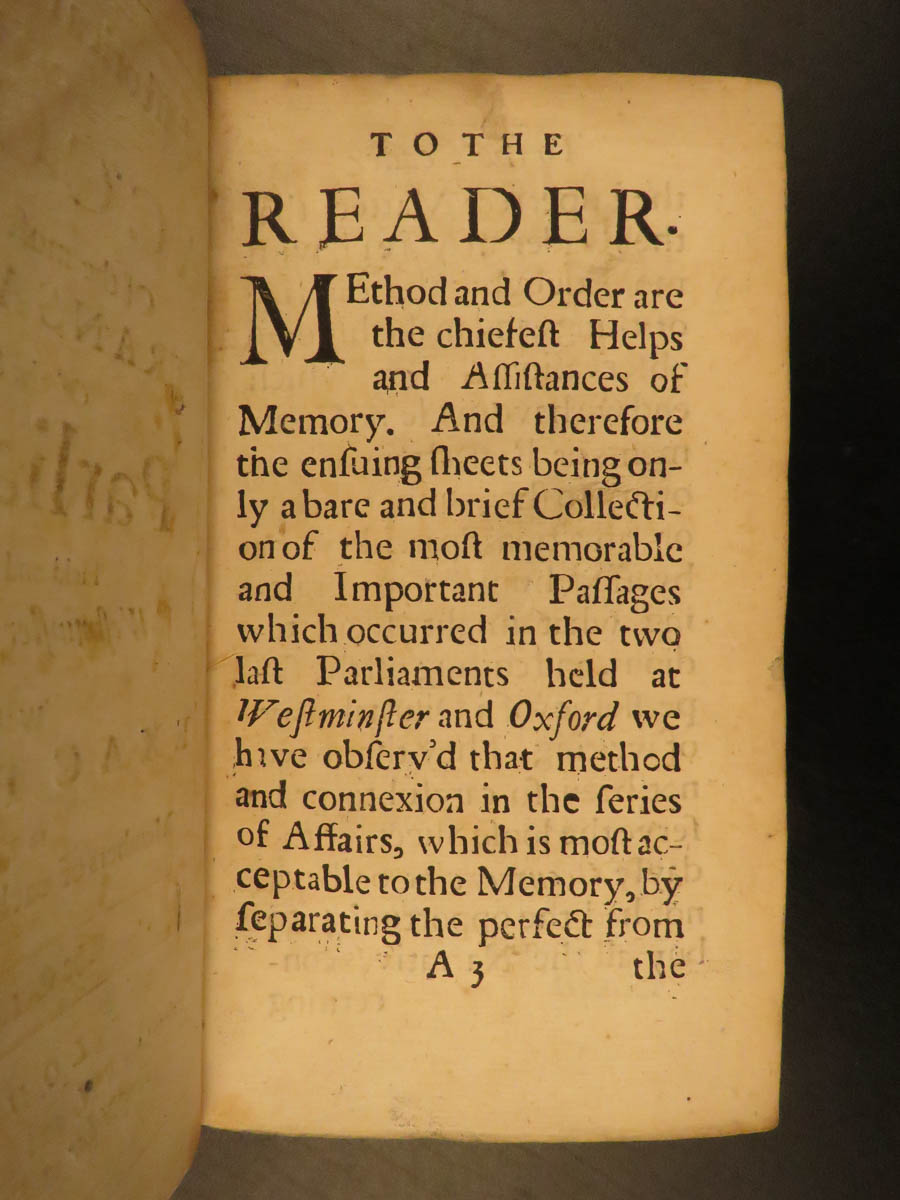 TO THE
READER.
MEthod and Order are
the chiefeſt Helps
and Aſſiſtances of
Memory. And therefore
the enſuing ſheets being on-
ly a bare and brief Collecti-
on of the moſt memorable
and Important Paſſages
which occurred in the two
laſt Parliaments held at
Weſtminſter and Oxford we
have obſerv'd that method
and connexion in the ſeries
of Affairs, which is moſt ac-
ceptable to the Memory, by
ſeparating the perfect from
A 3 the